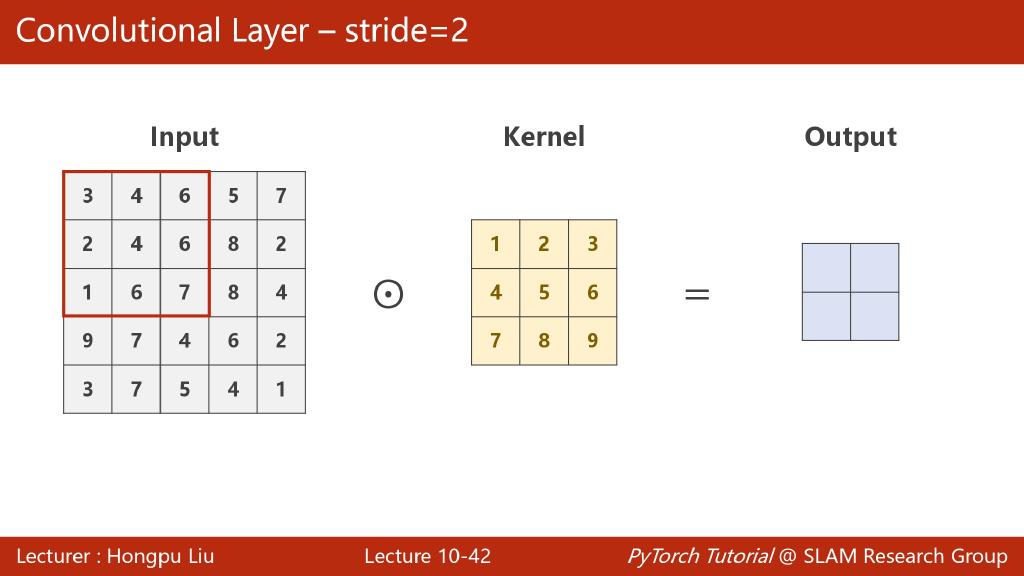 Convolutional Layer – stride=2
Input Kernel Output
3 4 6 5 7
2 4 6 8 2
1 6 7 8 4
9 7 4 6 2
3 7 5 4 1
⊙
1 2 3
4 5 6
7 8 9
=
Lecturer : Hongpu Liu Lecture 10-42 PyTorch Tutorial @ SLAM Research Group